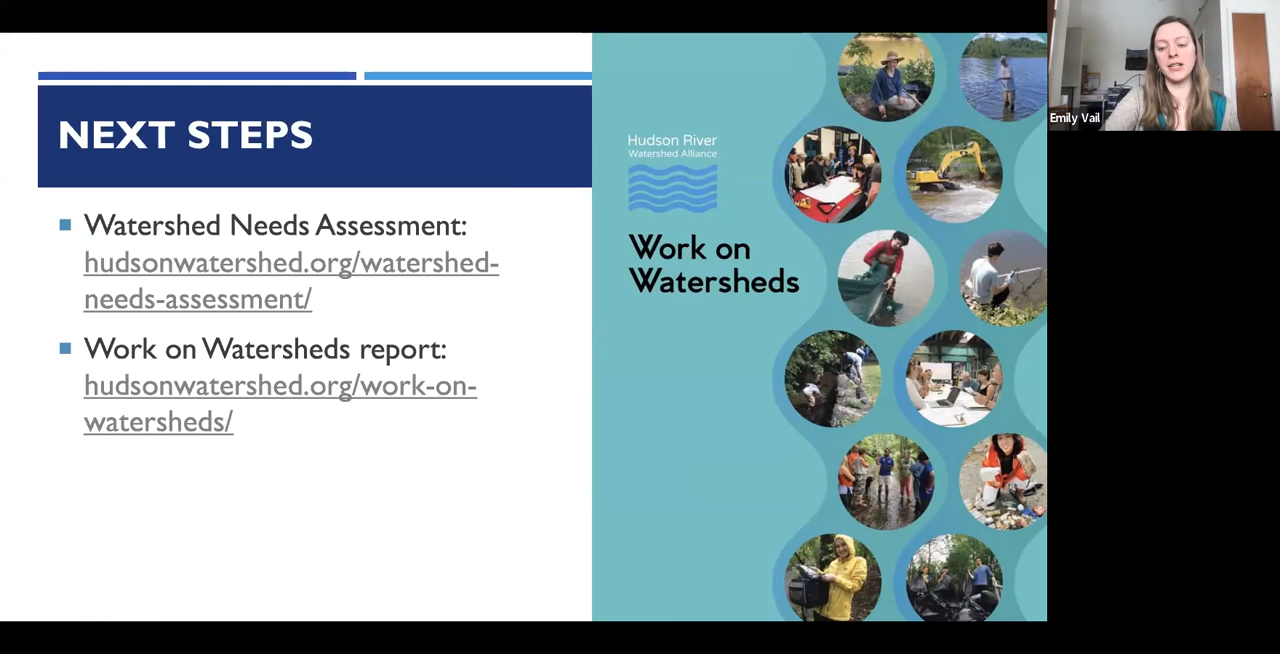 NEXT STEPS
Watershed Needs Assessment:
hudsonwatershed.org/watershed-
needs-assessment/
Work on Watersheds report:
hudsonwatershed.org/work-on-
watersheds/
Hudson River
Watershed Alliance
Work on
Watersheds
Emily Vail